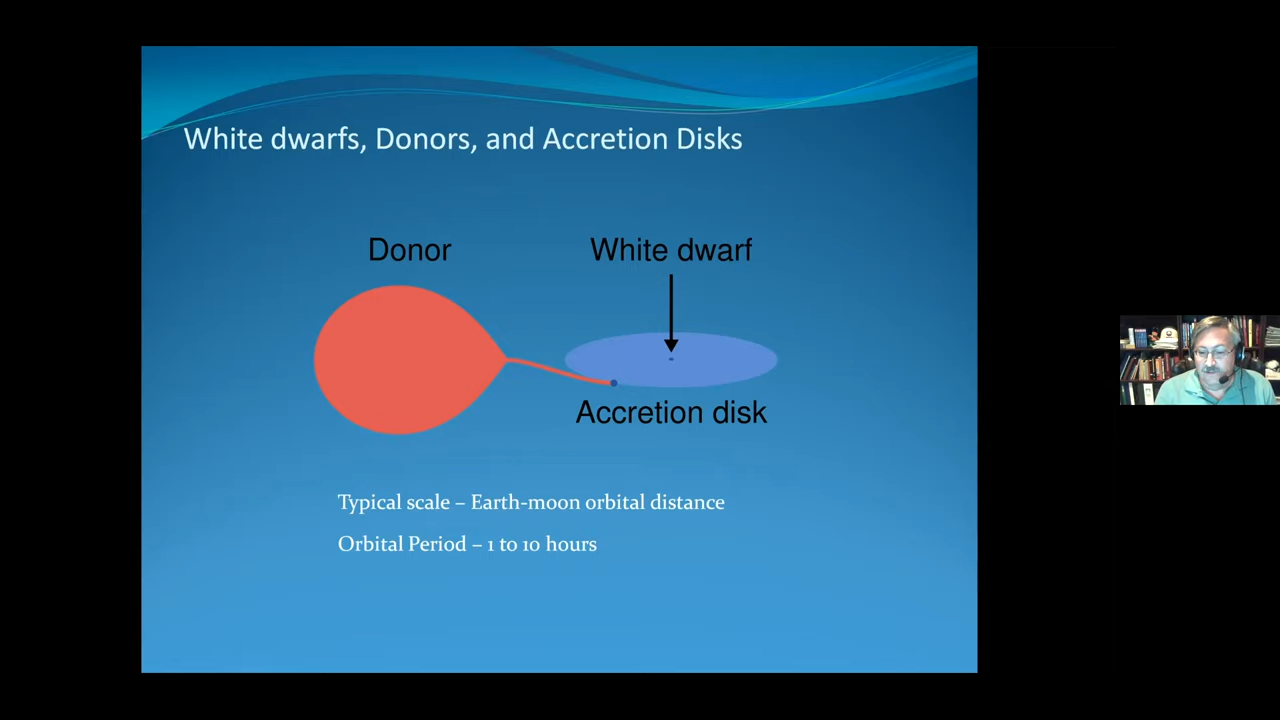 White dwarfs, Donors, and Accretion Disks
Donor
White dwarf
Accretion disk
Typical scale – Earth-moon orbital distance
Orbital Period – 1 to 10 hours